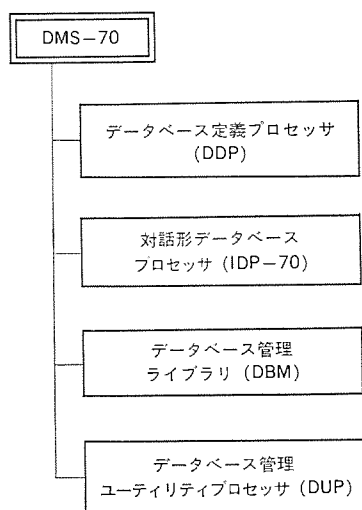 DMS-70
データベース定義プロセッサ
(DDP)
対話形データベース
プロセッサ (IDP-70)
データベース管理
ライブラリ (DBM)
データベース管理
ユーティリティプロセッサ (DUP)